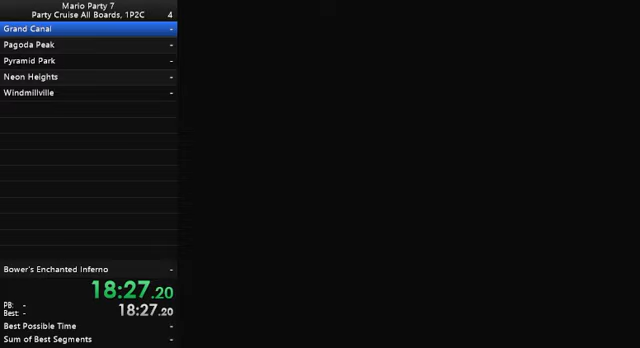 Mario Party 7
Party Cruise All Boards, 1P2C 4
Grand Canal -
Pagoda Peak -
Pyramid Park -
Neon Heights -
Windmillville -
Bower's Enchanted Inferno -
18:27.20
PB: -
Best: - 18:27.20
Best Possible Time -
Sum of Best Segments -